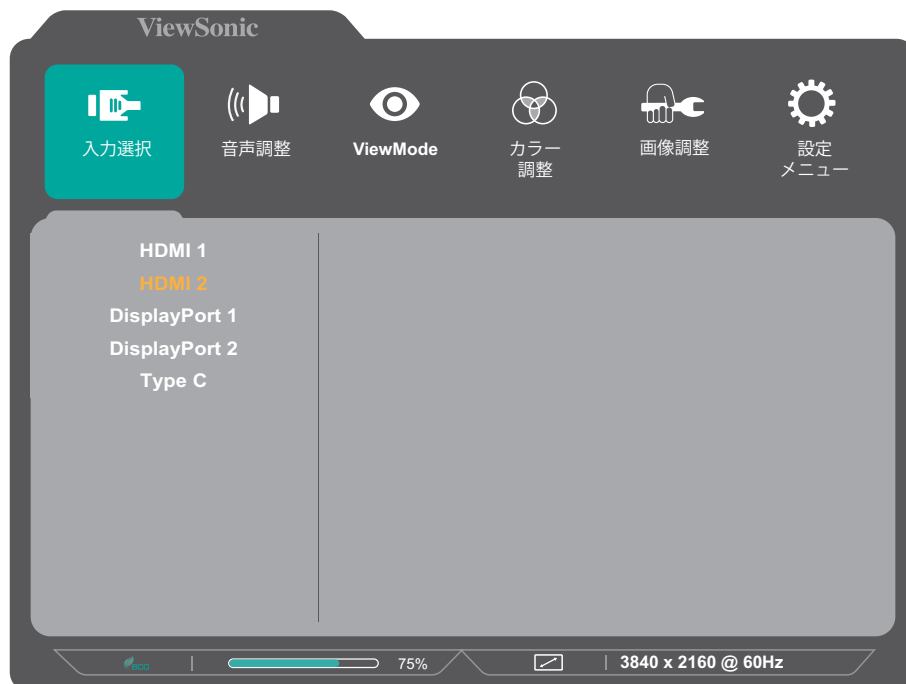 ViewSonic
入力選択
音声調整
ViewMode
カラー
調整
画像調整
設定
メニュー
HDMI 1
HDMI 2
DisplayPort 1
DisplayPort 2
Type C
ECO
75%
3840 x 2160 @ 60Hz